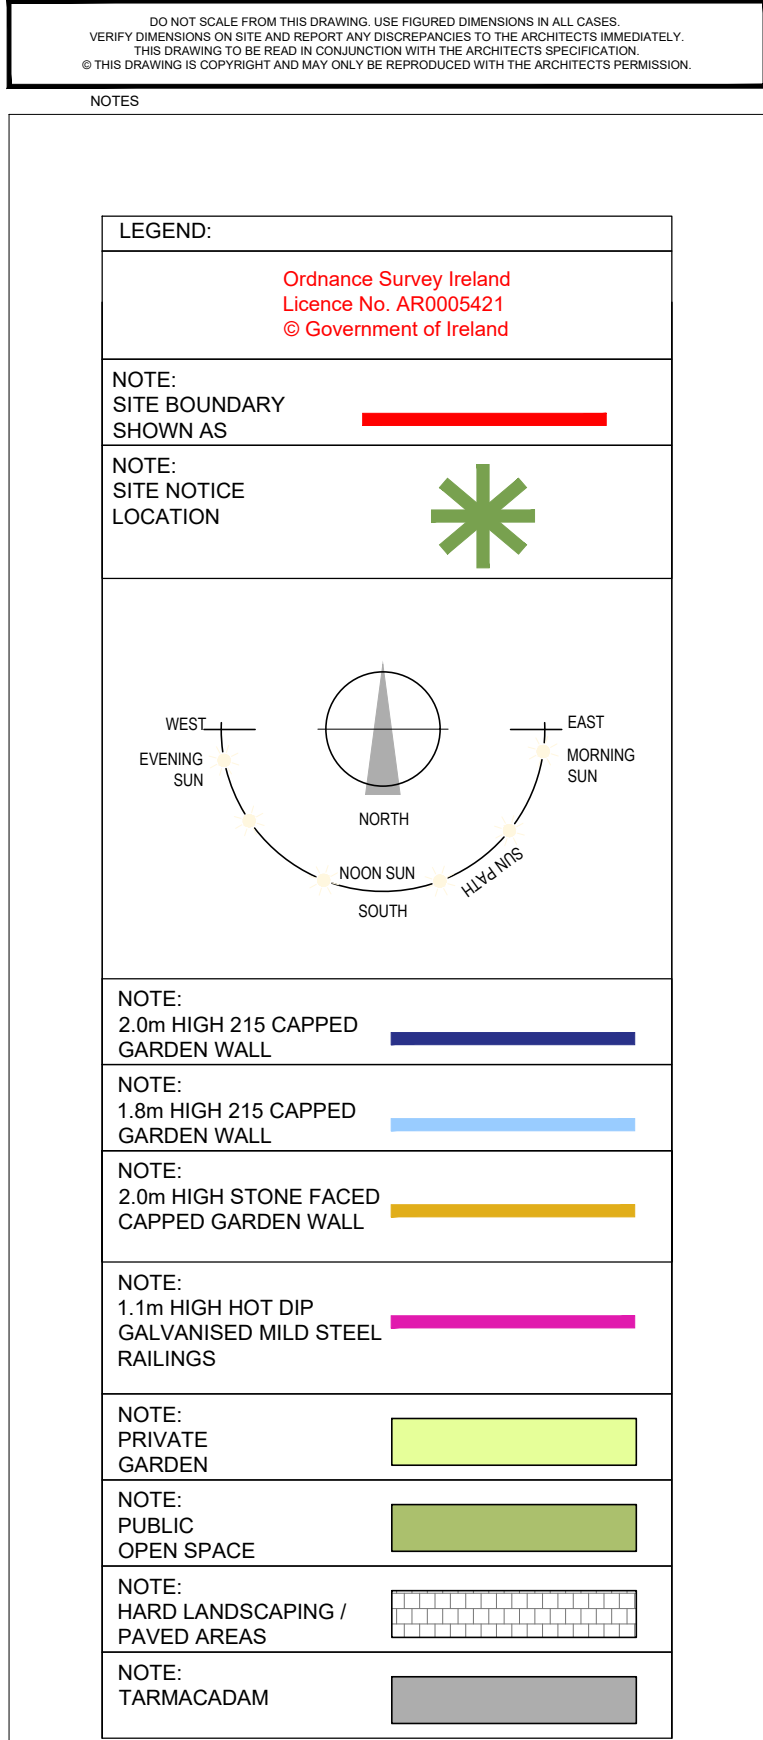 DO NOT SCALE FROM THIS DRAWING. USE FIGURED DIMENSIONS IN ALL CASES.
VERIFY DIMENSIONS ON SITE AND REPORT ANY DISCREPANCIES TO THE ARCHITECTS IMMEDIATELY.
THIS DRAWING TO BE READ IN CONJUNCTION WITH THE ARCHITECTS SPECIFICATION.
© THIS DRAWING IS COPYRIGHT AND MAY ONLY BE REPRODUCED WITH THE ARCHITECTS PERMISSION.
NOTES
LEGEND:
Ordnance Survey Ireland
Licence No. AR0005421
© Government of Ireland
NOTE:
SITE BOUNDARY
SHOWN AS
NOTE:
SITE NOTICE
LOCATION
WEST
EAST
EVENING
SUN
MORNING
SUN
NORTH
NOON SUN
SUN PATH
SOUTH
NOTE:
2.0m HIGH 215 CAPPED
GARDEN WALL
NOTE:
1.8m HIGH 215 CAPPED
GARDEN WALL
NOTE:
2.0m HIGH STONE FACED
CAPPED GARDEN WALL
NOTE:
1.1m HIGH HOT DIP
GALVANISED MILD STEEL
RAILINGS
NOTE:
PRIVATE
GARDEN
NOTE:
PUBLIC
OPEN SPACE
NOTE:
HARD LANDSCAPING /
PAVED AREAS
NOTE:
TARMACADAM